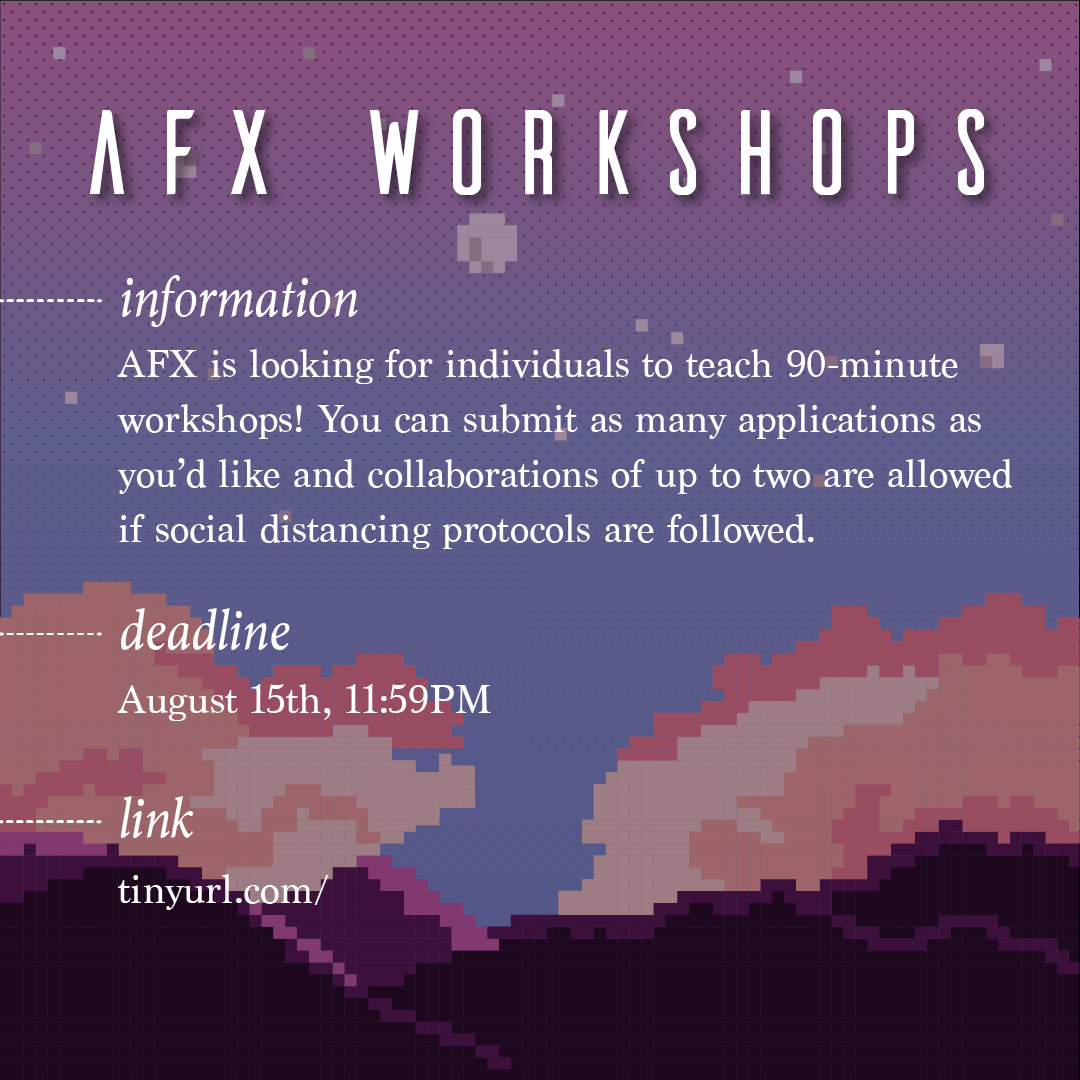 AFX WORKSHOPS
information
AFX is looking for individuals to teach 90-minute
workshops! You can submit as many applications as
you’d like and collaborations of up to two are allowed
if social distancing protocols are followed.
deadline
August 15th, 11:59PM
link
tinyurl.com/